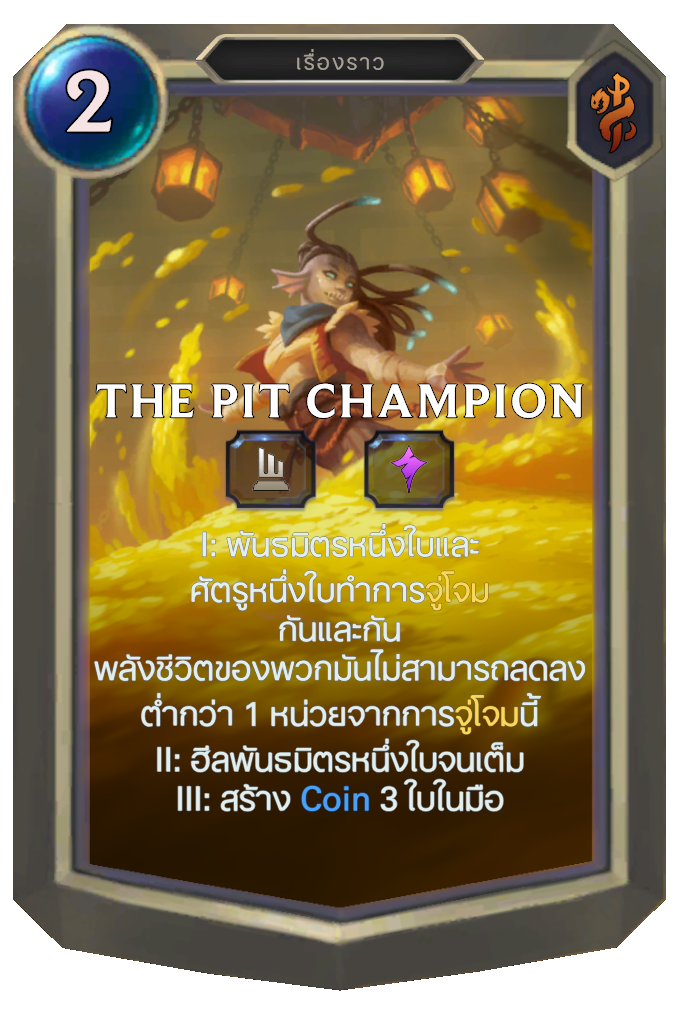 เรื่องราว
2
THE PIT CHAMPION
I: พันธมิตรหนึ่งใบและ
ศัตรูหนึ่งใบทำการจู่โจม
กันและกัน
พลังชีวิตของพวกมันไม่สามารถลดลง
ต่ำกว่า 1 หน่วยจากการจู่โจมนี้
II: ฮีลพันธมิตรหนึ่งใบจนเต็ม
III: สร้าง Coin 3 ใบในมือ